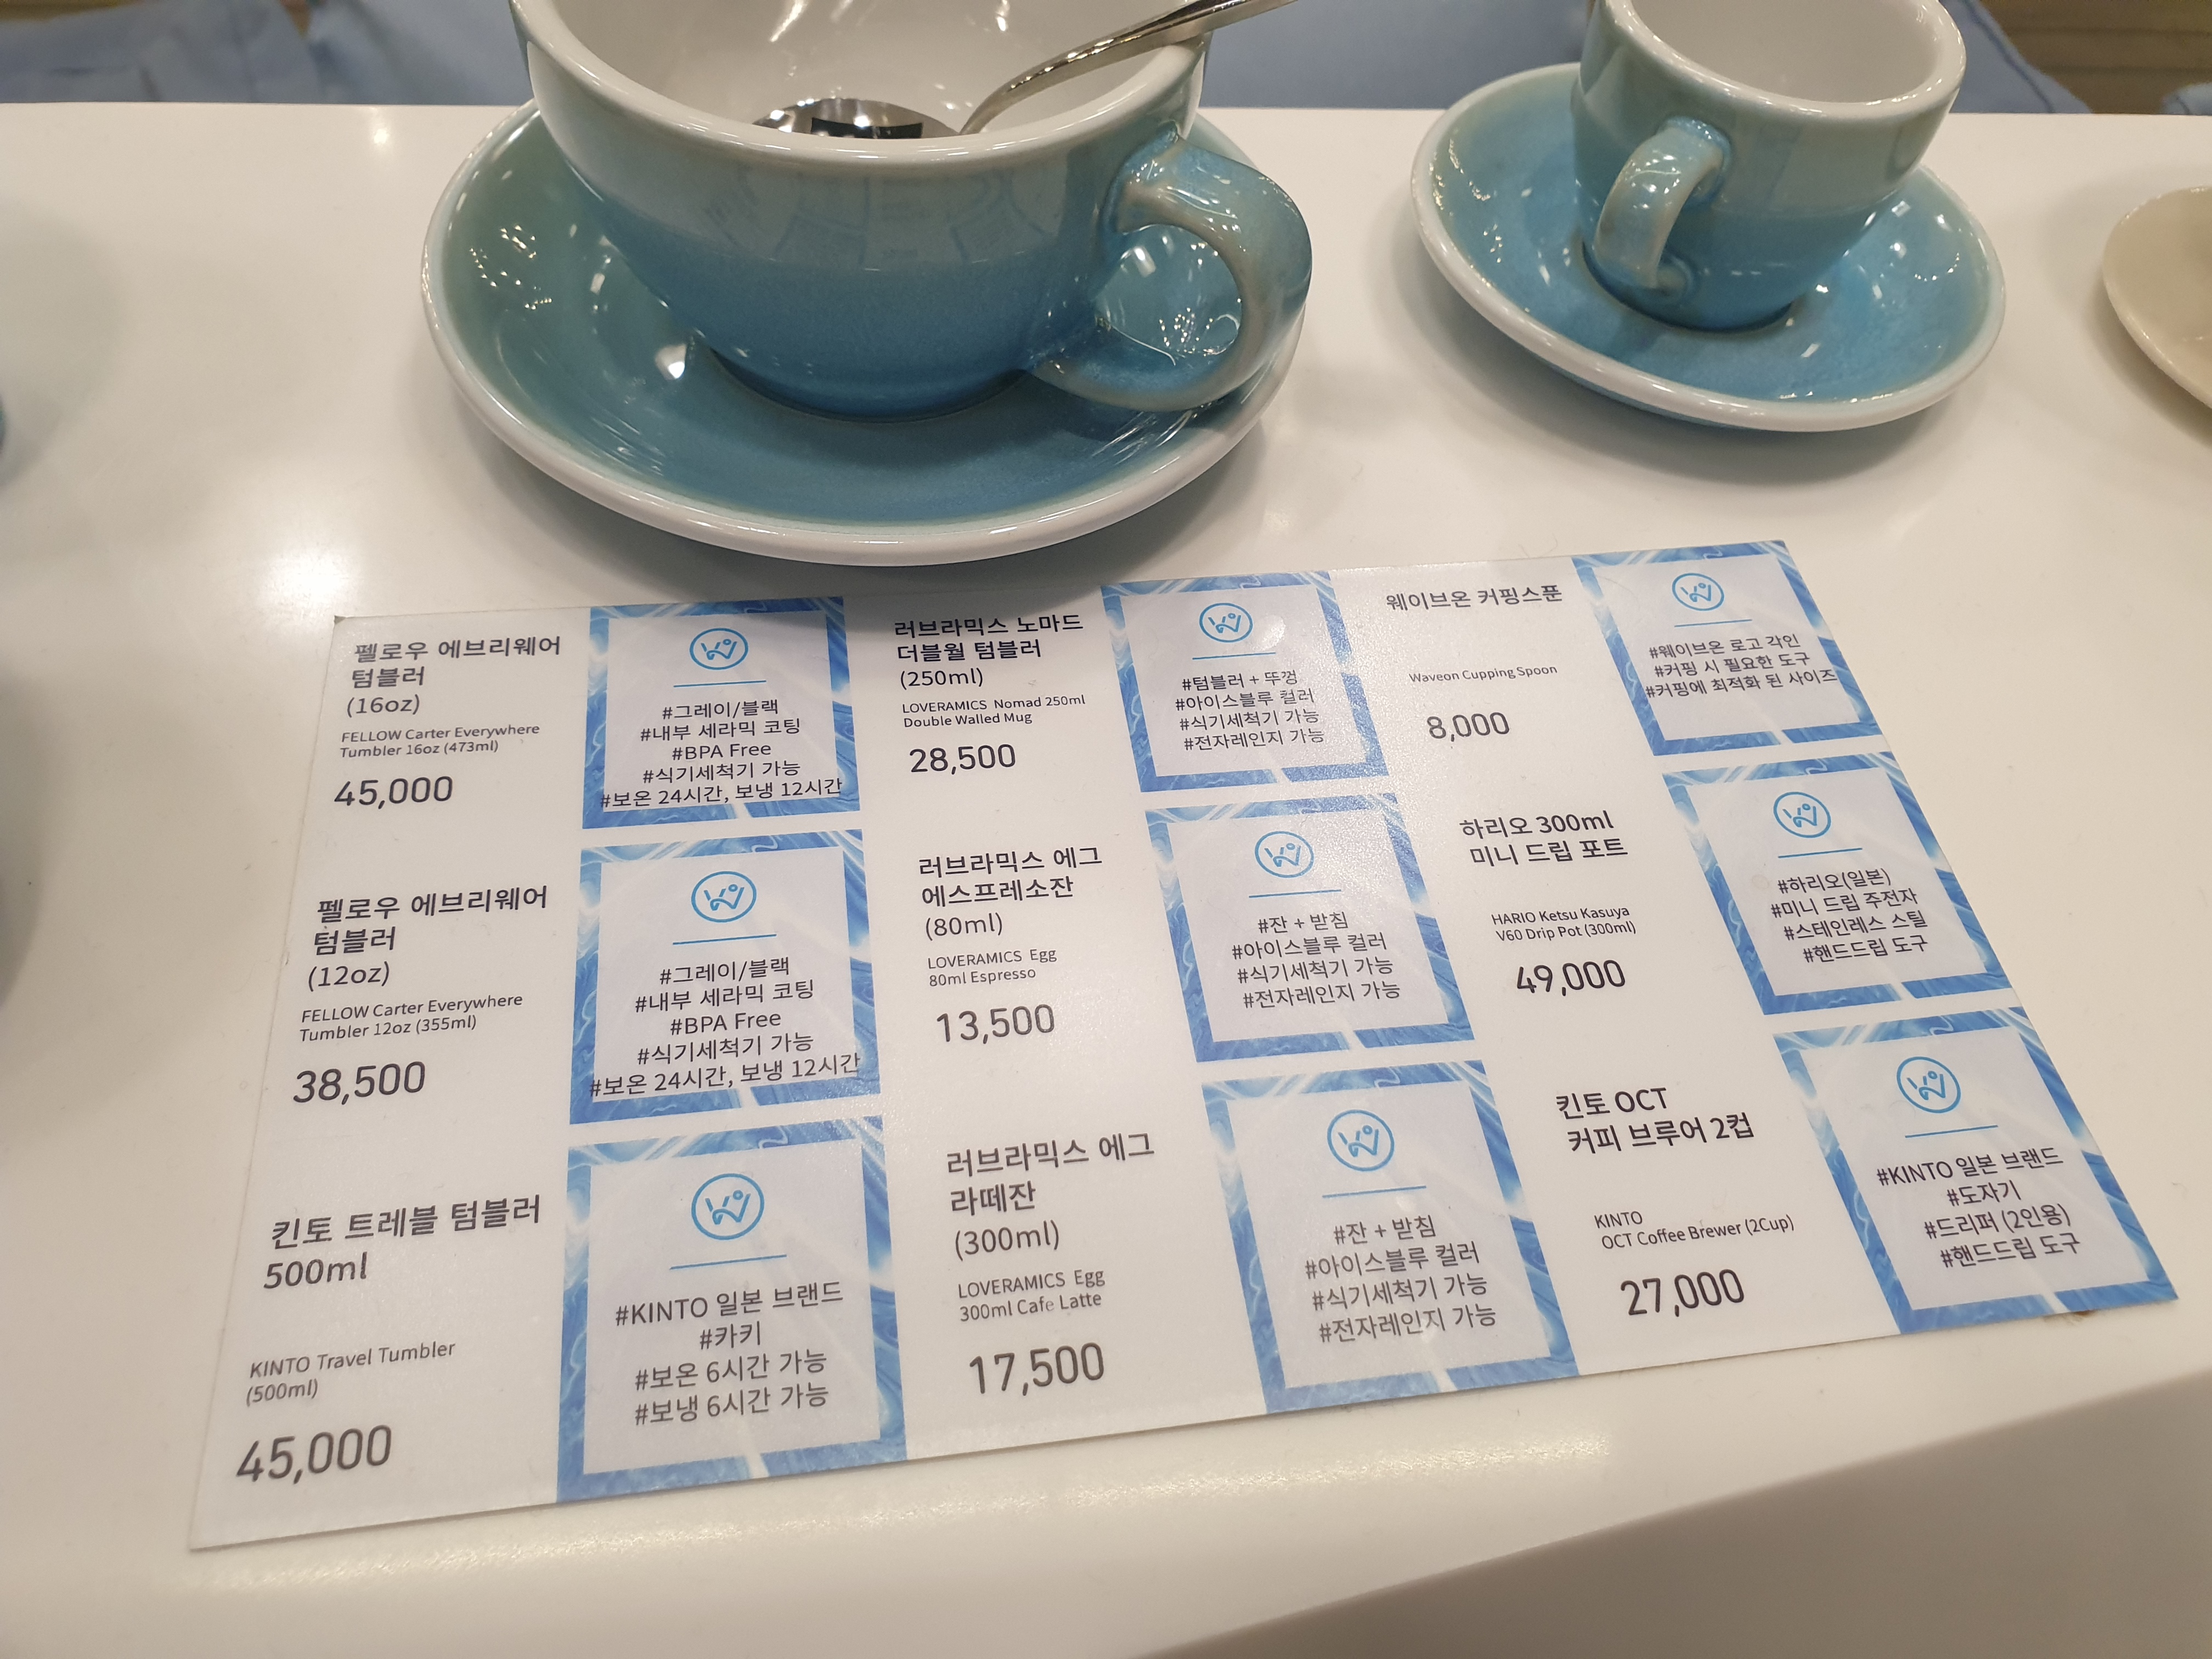 펠로우 에브리웨어
텀블러
(16oz)
FELLOW Carter Everywhere
Tumbler 16oz (473ml)
45,000
#그레이/블랙
#내부 세라믹 코팅
#BPA Free
#식기세척기 가능
#보온 24시간, 보냉 12시간
펠로우 에브리웨어
텀블러
(12oz)
FELLOW Carter Everywhere
Tumbler 12oz (355ml)
38,500
#그레이/블랙
#내부 세라믹 코팅
#BPA Free
#식기세척기 가능
#보온 24시간, 보냉 12시간
킨토 트레블 텀블러
500ml
KINTO Travel Tumbler
(500ml)
45,000
#KINTO 일본 브랜드
#카키
#보온 6시간 가능
#보냉 6시간 가능
러브라믹스 노마드
더블월 텀블러
(250ml)
LOVERAMICS Nomad 250ml
Double Walled Mug
28,500
#텀블러 + 뚜껑
#아이스블루 컬러
#식기세척기 가능
#전자레인지 가능
러브라믹스 에그
에스프레소잔
(80ml)
LOVERAMICS Egg
80ml Espresso
13,500
#잔 + 받침
#아이스블루 컬러
#식기세척기 가능
#전자레인지 가능
러브라믹스 에그
라떼잔
(300ml)
LOVERAMICS Egg
300ml Cafe Latte
17,500
#잔 + 받침
#아이스블루 컬러
#식기세척기 가능
#전자레인지 가능
웨이브온 커핑스푼
Waveon Cupping Spoon
8,000
#웨이브온 로고 각인
#커핑 시 필요한 도구
#커핑에 최적화 된 사이즈
하리오 300ml
미니 드립 포트
HARIO Ketsu Kasuya
V60 Drip Pot (300ml)
49,000
#하리오(일본)
#미니 드립 주전자
#스테인레스 스틸
#핸드드립 도구
킨토 OCT
커피 브루어 2컵
KINTO
OCT Coffee Brewer (2Cup)
27,000
#KINTO 일본 브랜드
#도자기
#드리퍼 (2인용)
#핸드드립 도구